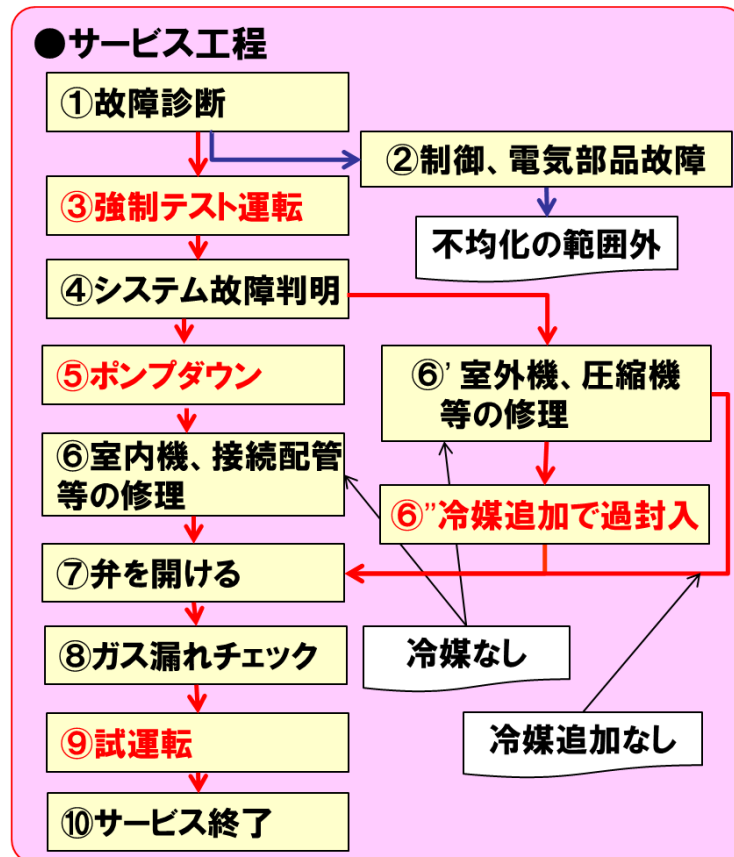 ●サービス工程
①故障診断
②制御、電気部品故障
③強制テスト運転
不均化の範囲外
④システム故障判明
⑤ポンプダウン
⑥’室外機、圧縮機
等の修理
⑥室内機、接続配管
等の修理
⑥”冷媒追加で過封入
⑦弁を開ける
⑧ガス漏れチェック
冷媒なし
⑨試運転
冷媒追加なし
⑩サービス終了